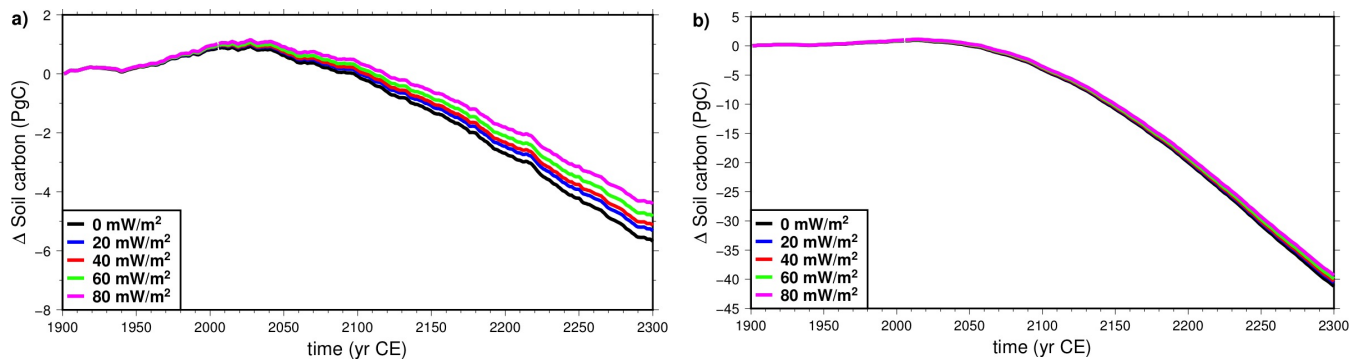 a)
Δ Soil carbon (PgC)
2
0
−2
−4
−6
−8
0 mW/m²
20 mW/m²
40 mW/m²
60 mW/m²
80 mW/m²
1900 1950 2000 2050 2100 2150 2200 2250 2300
time (yr CE)
b)
Δ Soil carbon (PgC)
5
0
−5
−10
−15
−20
−25
−30
−35
−40
−45
0 mW/m²
20 mW/m²
40 mW/m²
60 mW/m²
80 mW/m²
1900 1950 2000 2050 2100 2150 2200 2250 2300
time (yr CE)